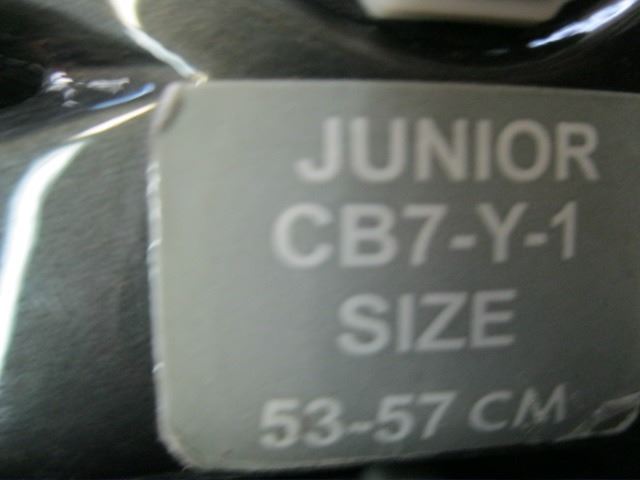 JUNIOR
CB7-Y-1
SIZE
53-57 CM